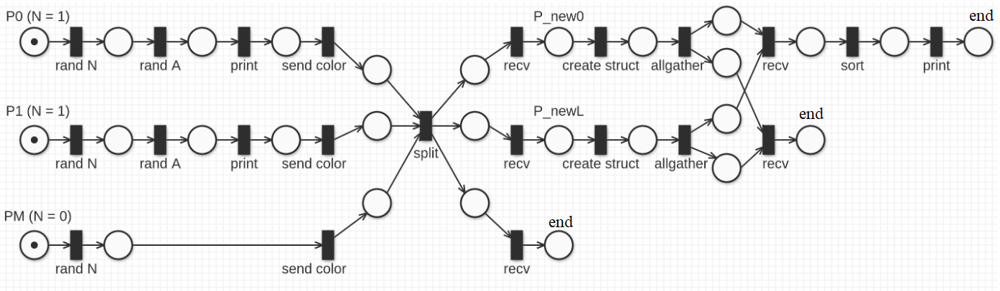 P0 (N = 1)
P_new0
end
rand N
rand A
print
send color
recv
create struct
allgather
recv
sort
print
P1 (N = 1)
P_newL
end
split
rand N
rand A
print
send color
recv
create struct
allgather
recv
PM (N = 0)
end
rand N
send color
recv